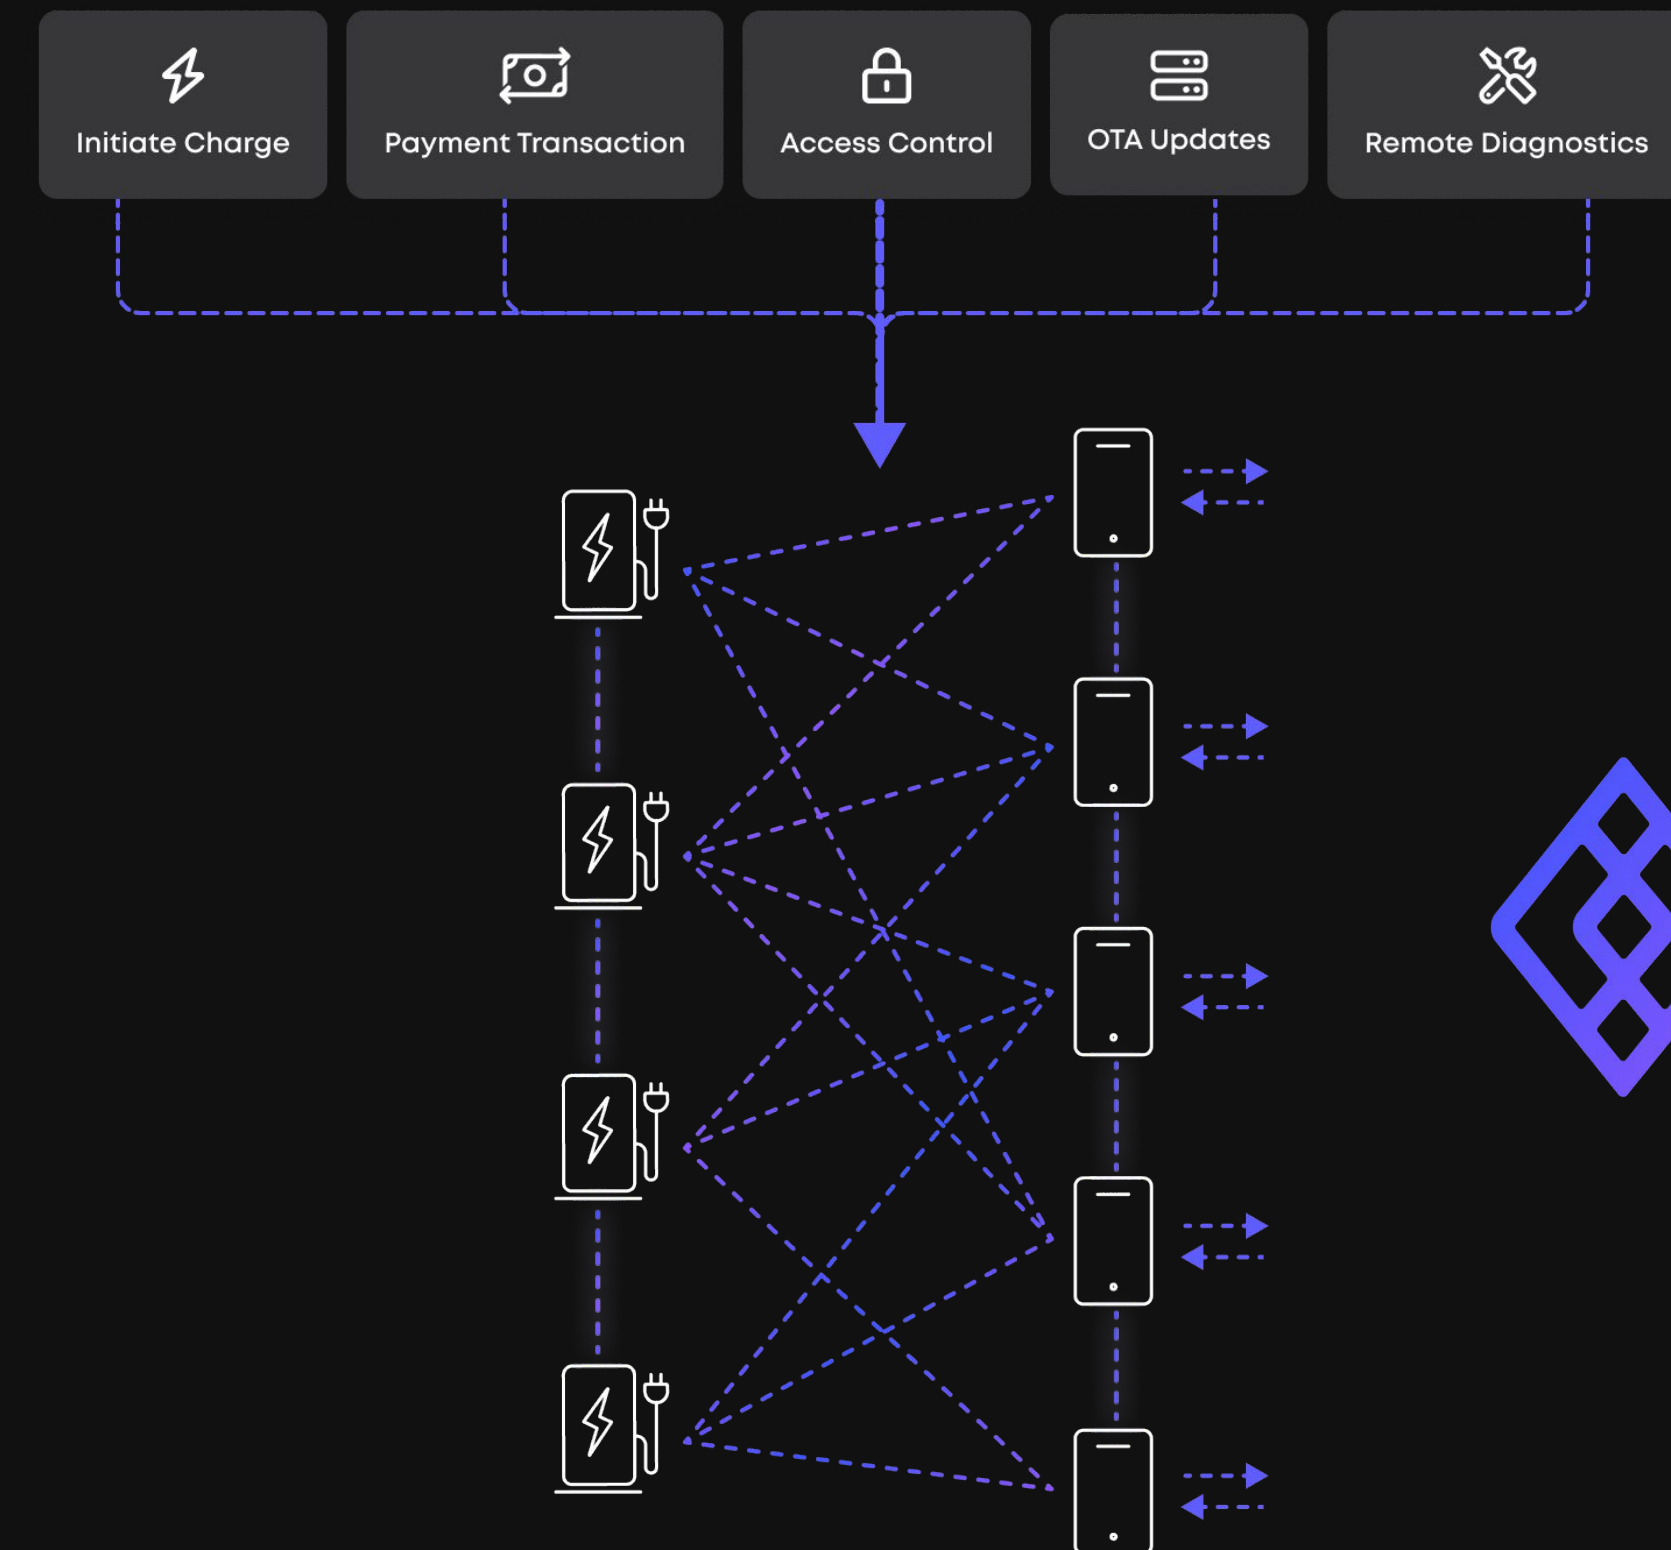 Initiate Charge
Payment Transaction
Access Control
OTA Updates
Remote Diagnostics